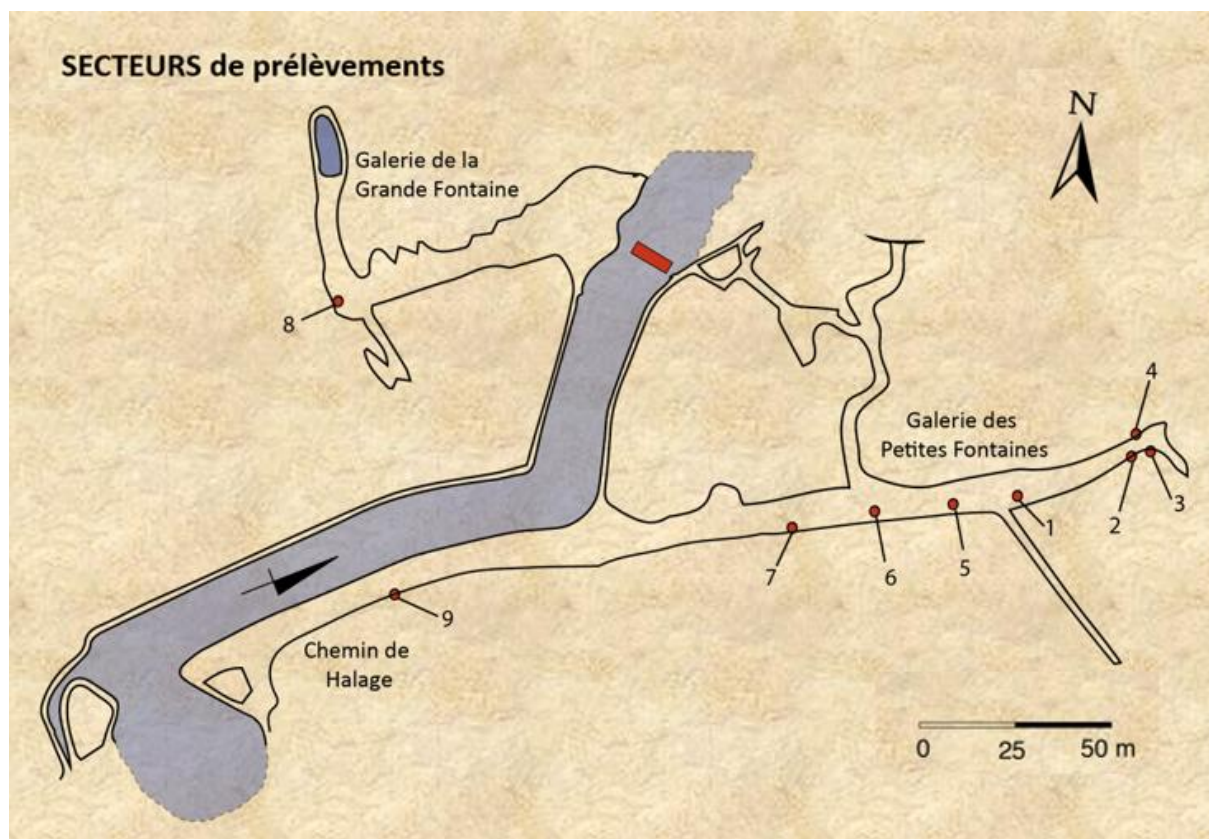 SECTEURS de prélèvements
N
Galerie de la
Grande Fontaine
8
4
Galerie des
Petites Fontaines
1
2
3
7
6
5
9
Chemin de
Halage
0 25 50 m